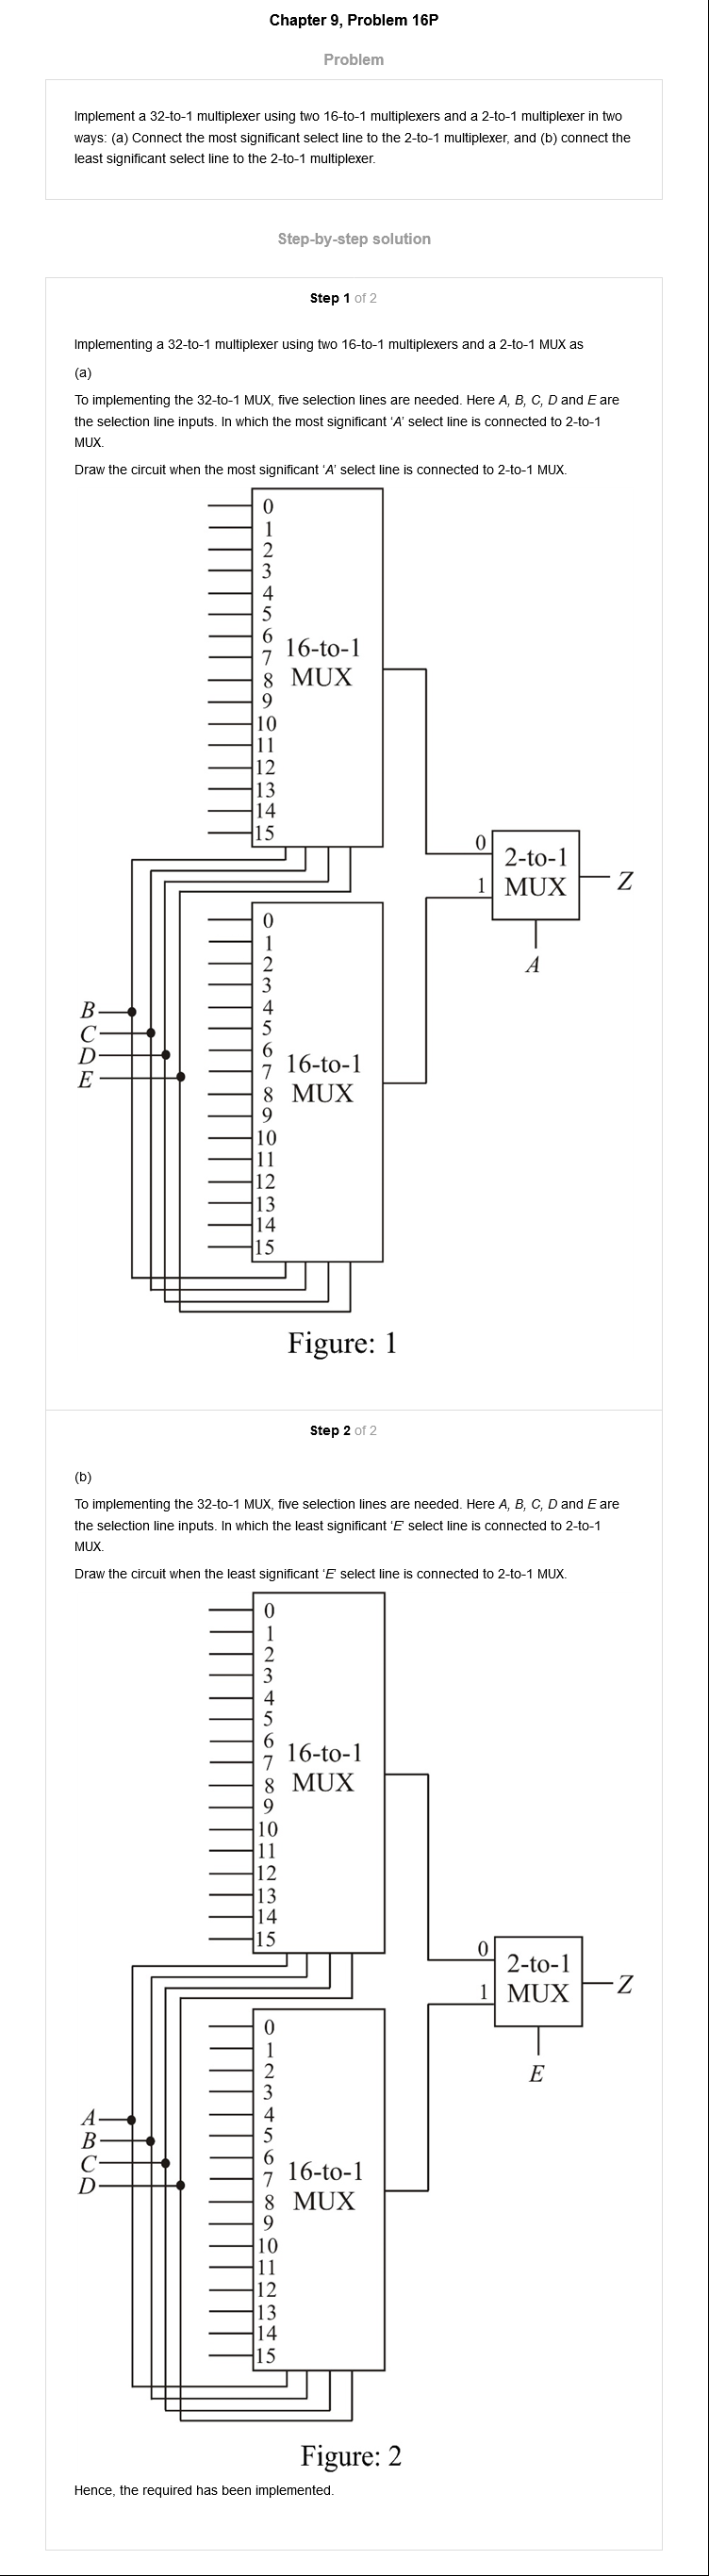 Chapter 9, Problem 16P
Problem
Implement a 32-to-1 multiplexer using two 16-to-1 multiplexers and a 2-to-1 multiplexer in two
ways: (a) Connect the most significant select line to the 2-to-1 multiplexer, and (b) connect the
least significant select line to the 2-to-1 multiplexer.
Step-by-step solution
Step 1 of 2
Implementing a 32-to-1 multiplexer using two 16-to-1 multiplexers and a 2-to-1 MUX as
(a)
To implementing the 32-to-1 MUX, five selection lines are needed. Here A, B, C, D and E are
the selection line inputs. In which the most significant ‘A’ select line is connected to 2-to-1
MUX.
Draw the circuit when the most significant ‘A’ select line is connected to 2-to-1 MUX.
0
1
2
3
4
5
6
7
8
9
10
11
12
13
14
15
16-to-1
MUX
0
1
2-to-1
MUX
Z
A
0
1
2
3
4
5
6
7
8
9
10
11
12
13
14
15
16-to-1
MUX
B
C
D
E
Figure: 1
Step 2 of 2
(b)
To implementing the 32-to-1 MUX, five selection lines are needed. Here A, B, C, D and E are
the selection line inputs. In which the least significant ‘E’ select line is connected to 2-to-1
MUX.
Draw the circuit when the least significant ‘E’ select line is connected to 2-to-1 MUX.
0
1
2
3
4
5
6
7
8
9
10
11
12
13
14
15
16-to-1
MUX
0
1
2-to-1
MUX
Z
E
0
1
2
3
4
5
6
7
8
9
10
11
12
13
14
15
16-to-1
MUX
A
B
C
D
Figure: 2
Hence, the required has been implemented.